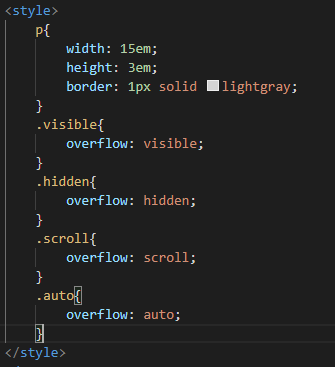 <style>
    p{
        width: 15em;
        height: 3em;
        border: 1px solid lightgray;
    }
    .visible{
        overflow: visible;
    }
    .hidden{
        overflow: hidden;
    }
    .scroll{
        overflow: scroll;
    }
    .auto{
        overflow: auto;
    }
</style>